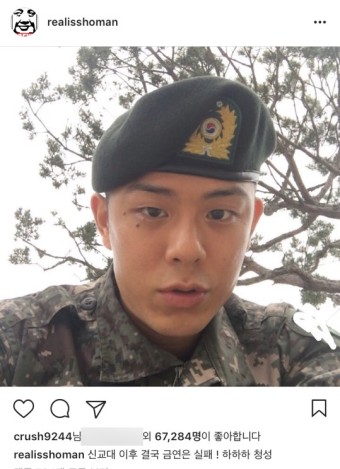 realisshoman
crush9244님 외 67,284명이 좋아합니다
realisshoman 신교대 이후 결국 금연은 실패 ! 하하하 청성